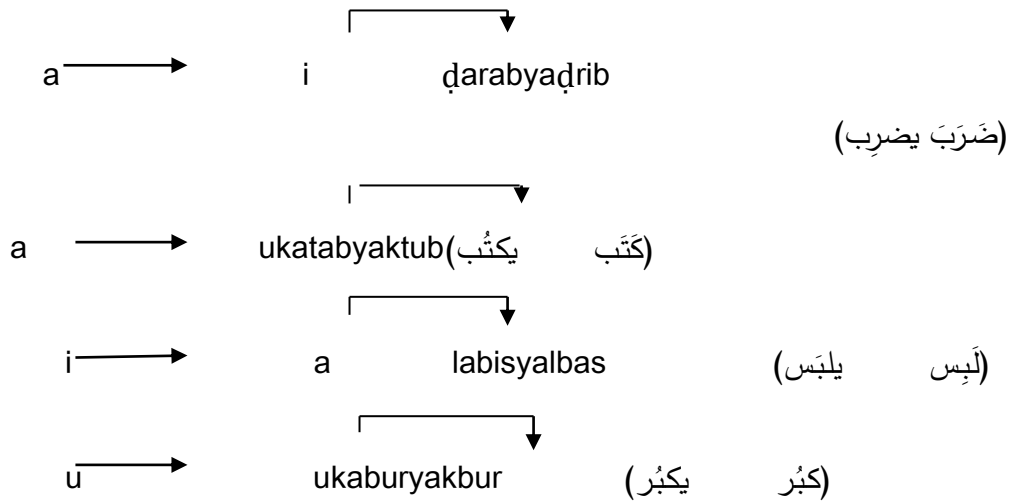 a i ḍarabyaḍrib
(ضَرَبَ يضرِب)
a ukatabyaktub(كَتَب يكتُب)
i a labisyalbas (لَبِس يلبَس)
u ukaburyakbur (كبُر يكبُر)